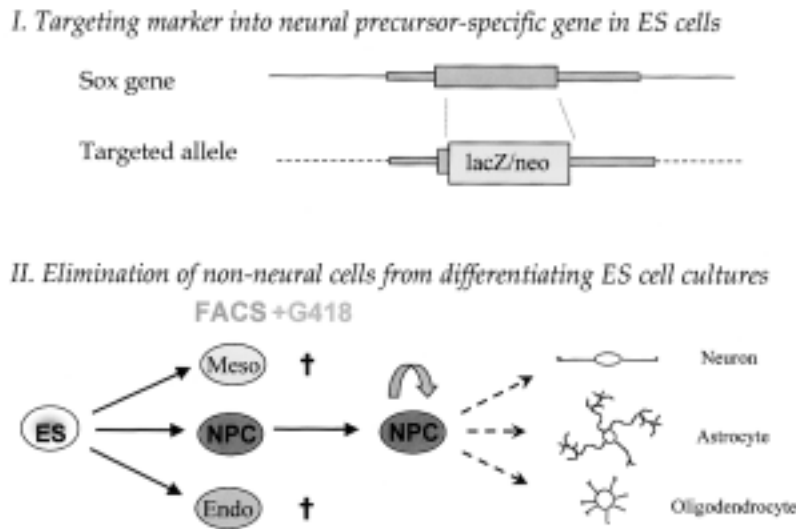 I. Targeting marker into neural precursor-specific gene in ES cells
Sox gene
Targeted allele
lacZ/neo
II. Elimination of non-neural cells from differentiating ES cell cultures
FACS +G418
Meso †
ES
NPC
NPC
Endo †
Neuron
Astrocyte
Oligodendrocyte